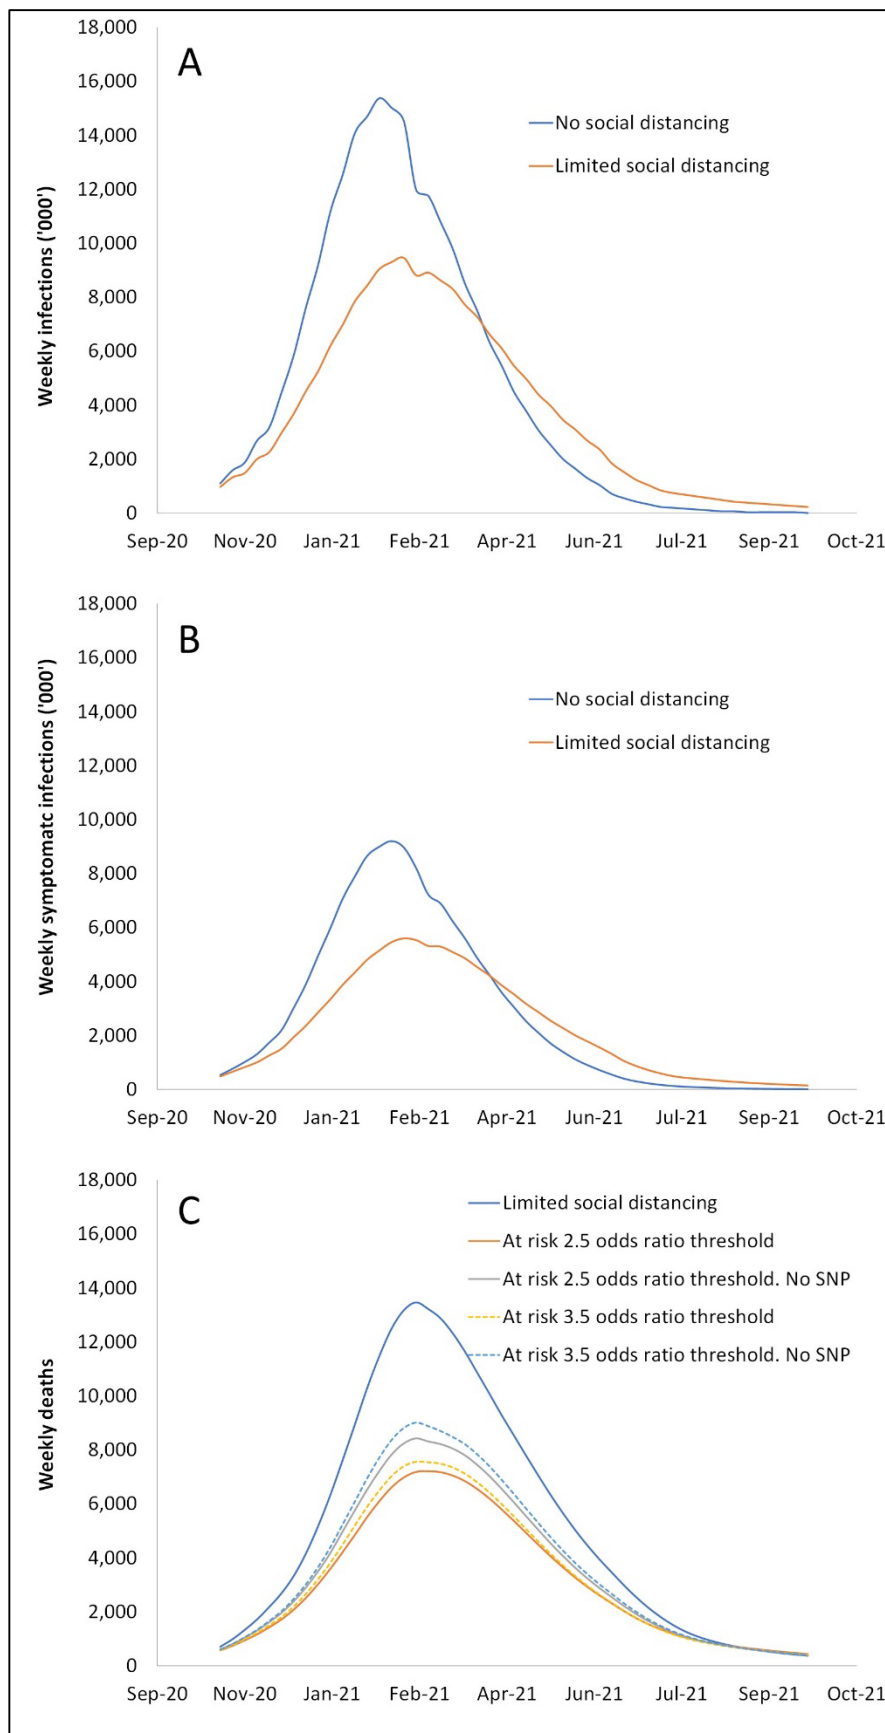 A
18,000
16,000
14,000
12,000
10,000
8,000
6,000
4,000
2,000
0
Weekly infections ('000')
No social distancing
Limited social distancing
Sep-20 Nov-20 Jan-21 Feb-21 Apr-21 Jun-21 Jul-21 Sep-21 Oct-21
B
18,000
16,000
14,000
12,000
10,000
8,000
6,000
4,000
2,000
0
Weekly symptomatc infections ('000')
No social distancing
Limited social distancing
Sep-20 Nov-20 Jan-21 Feb-21 Apr-21 Jun-21 Jul-21 Sep-21 Oct-21
C
18,000
16,000
14,000
12,000
10,000
8,000
6,000
4,000
2,000
0
Weekly deaths
Limited social distancing
At risk 2.5 odds ratio threshold
At risk 2.5 odds ratio threshold. No SNP
At risk 3.5 odds ratio threshold
At risk 3.5 odds ratio threshold. No SNP
Sep-20 Nov-20 Jan-21 Feb-21 Apr-21 Jun-21 Jul-21 Sep-21 Oct-21